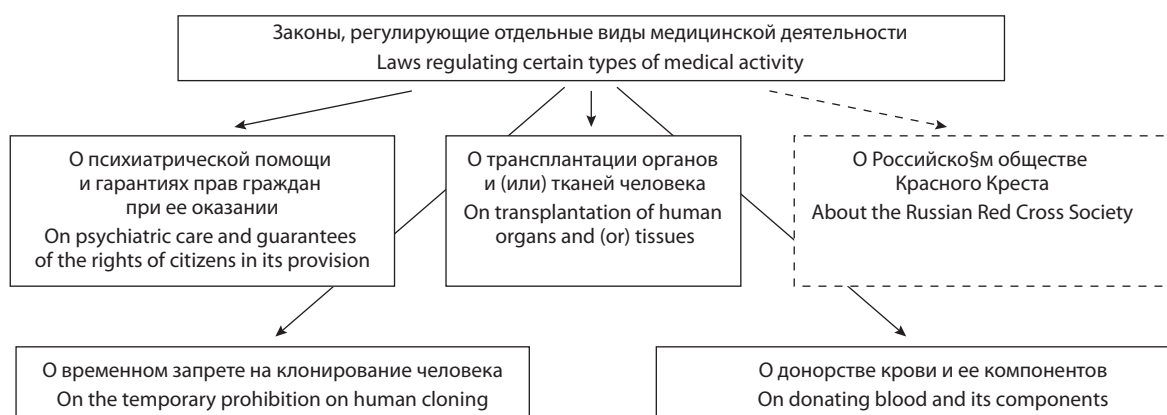 Законы, регулирующие отдельные виды медицинской деятельности
Laws regulating certain types of medical activity
О психиатрической помощи
и гарантиях прав граждан
при ее оказании
On psychiatric care and guarantees
of the rights of citizens in its provision
О трансплантации органов
и (или) тканей человека
On transplantation of human
organs and (or) tissues
О Российско§м обществе
Красного Креста
About the Russian Red Cross Society
О временном запрете на клонирование человека
On the temporary prohibition on human cloning
О донорстве крови и ее компонентов
On donating blood and its components